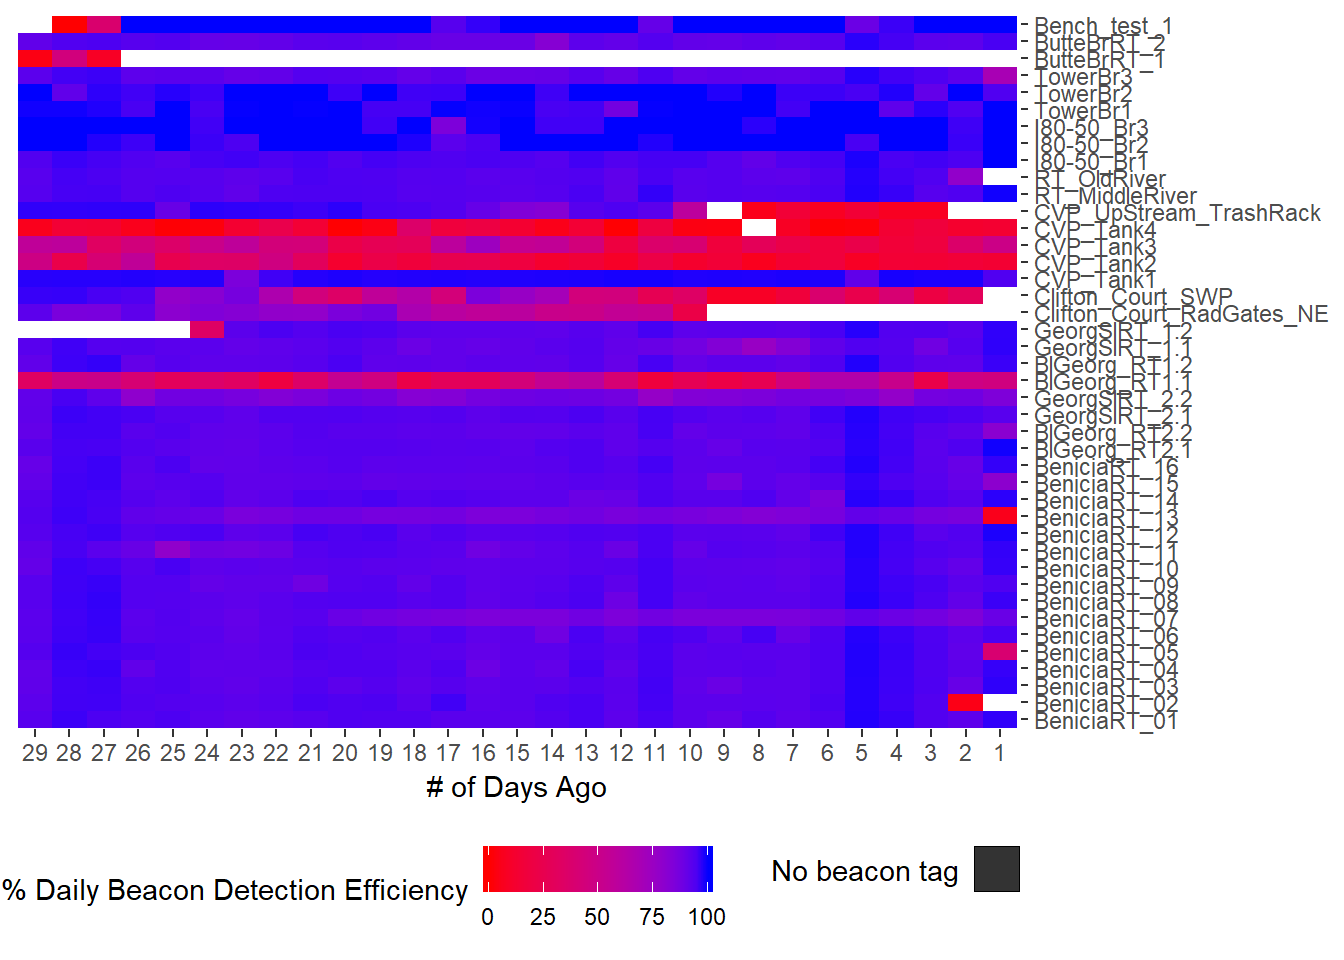 Bench_test_1
ButteBrRT_2
ButteBrRT_1
TowerBr3
TowerBr2
TowerBr1
I80-50_Br3
I80-50_Br2
I80-50_Br1
RT_OldRiver
RT_MiddleRiver
CVP_UpStream_TrashRack
CVP_Tank4
CVP_Tank3
CVP_Tank2
CVP_Tank1
Clifton_Court_SWP
Clifton_Court_RadGates_NE
GeorgSlRT_1.2
GeorgSlRT_1.1
BlGeorg_RT1.2
BlGeorg_RT1.1
GeorgSlRT_2.2
GeorgSlRT_2.1
BlGeorg_RT2.2
BlGeorg_RT2.1
BeniciaRT_16
BeniciaRT_15
BeniciaRT_14
BeniciaRT_13
BeniciaRT_12
BeniciaRT_11
BeniciaRT_10
BeniciaRT_09
BeniciaRT_08
BeniciaRT_07
BeniciaRT_06
BeniciaRT_05
BeniciaRT_04
BeniciaRT_03
BeniciaRT_02
BeniciaRT_01
29 28 27 26 25 24 23 22 21 20 19 18 17 16 15 14 13 12 11 10 9 8 7 6 5 4 3 2 1
# of Days Ago
% Daily Beacon Detection Efficiency
0 25 50 75 100
No beacon tag